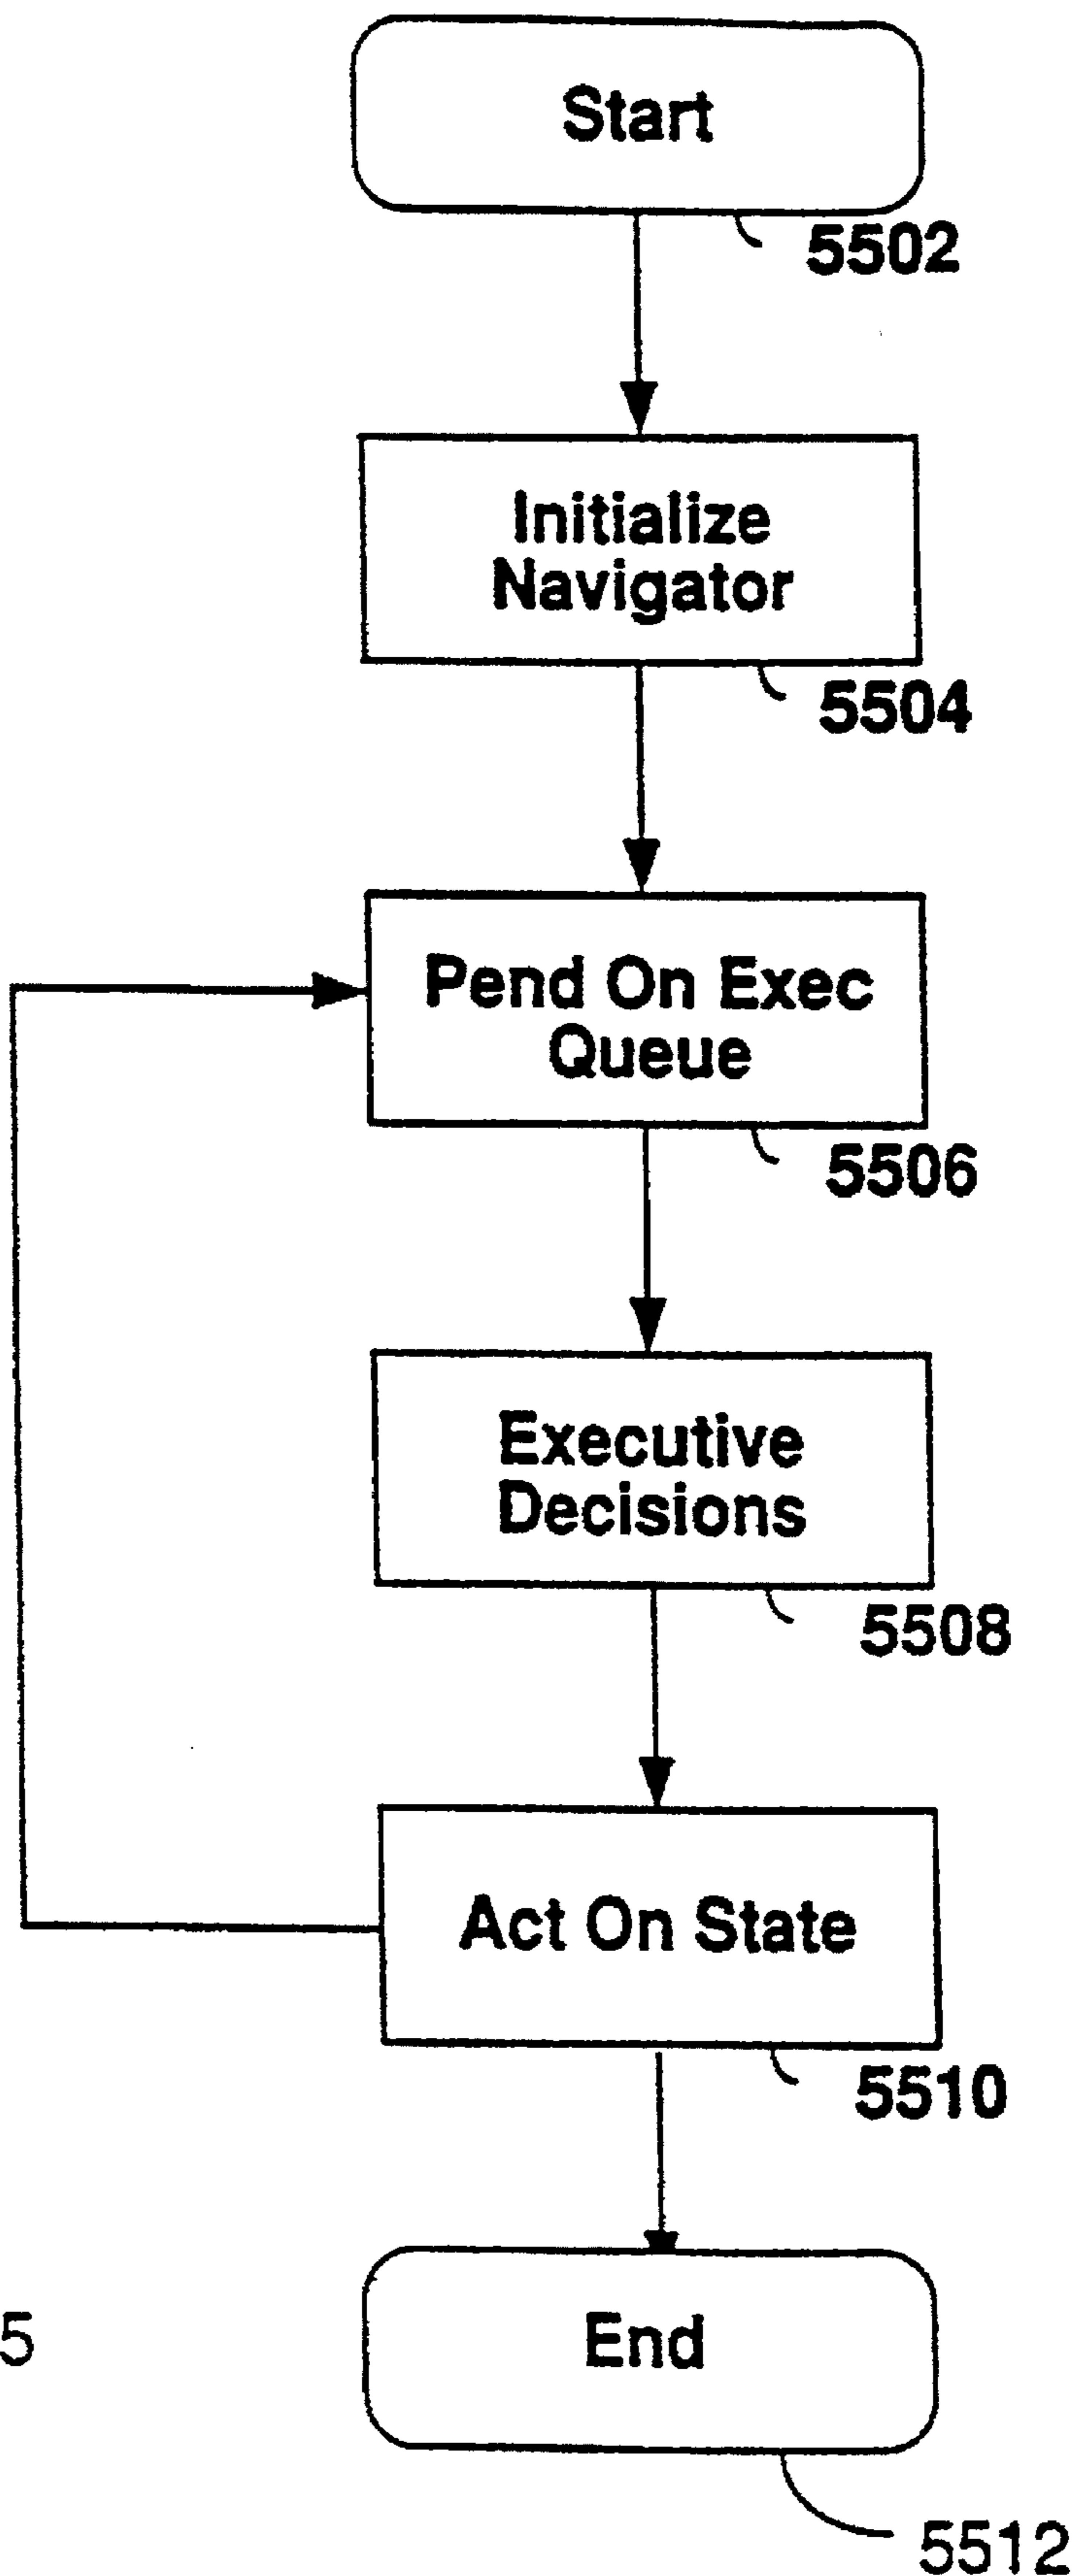 Start
5502
Initialize
Navigator
5504
Pend On Exec
Queue
5506
Executive
Decisions
5508
Act On State
5510
End
5
5512